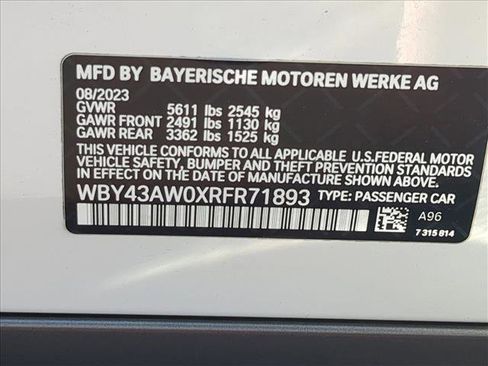 MFD BY BAYERISCHE MOTOREN WERKE AG
08/2023
GVWR 5611 lbs 2545 kg
GAWR FRONT 2491 lbs 1130 kg
GAWR REAR 3362 lbs 1525 kg
THIS VEHICLE CONFORMS TO ALL APPLICABLE U.S.FEDERAL MOTOR
VEHICLE SAFETY, BUMPER AND THEFT PREVENTION STANDARDS
IN EFFECT ON THE DATE OF MANUFACTURE SHOWN ABOVE.
WBY43AW0XRFR71893 TYPE: PASSENGER CAR
A96
7 315 814